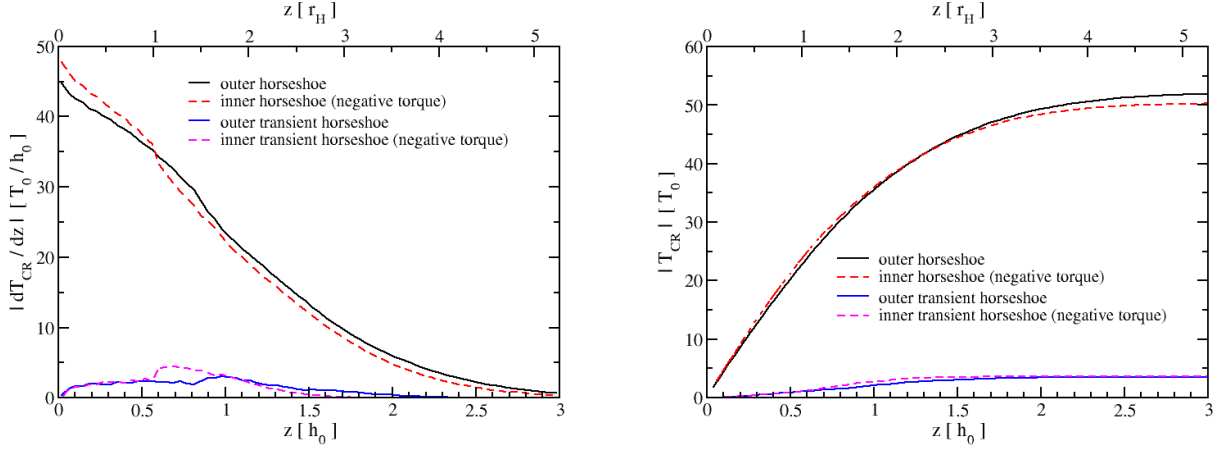 z [ r_H ]
0 1 2 3 4 5
50
40
30
20
10
0
| dT_CR / dz | [ T_0 / h_0 ]
outer horseshoe
inner horseshoe (negative torque)
outer transient horseshoe
inner transient horseshoe (negative torque)
0 0.5 1 1.5 2 2.5 3
z [ h_0 ]
z [ r_H ]
0 1 2 3 4 5
60
50
40
30
20
10
0
| T_CR | [ T_0 ]
outer horseshoe
inner horseshoe (negative torque)
outer transient horseshoe
inner transient horseshoe (negative torque)
0 0.5 1 1.5 2 2.5 3
z [ h_0 ]